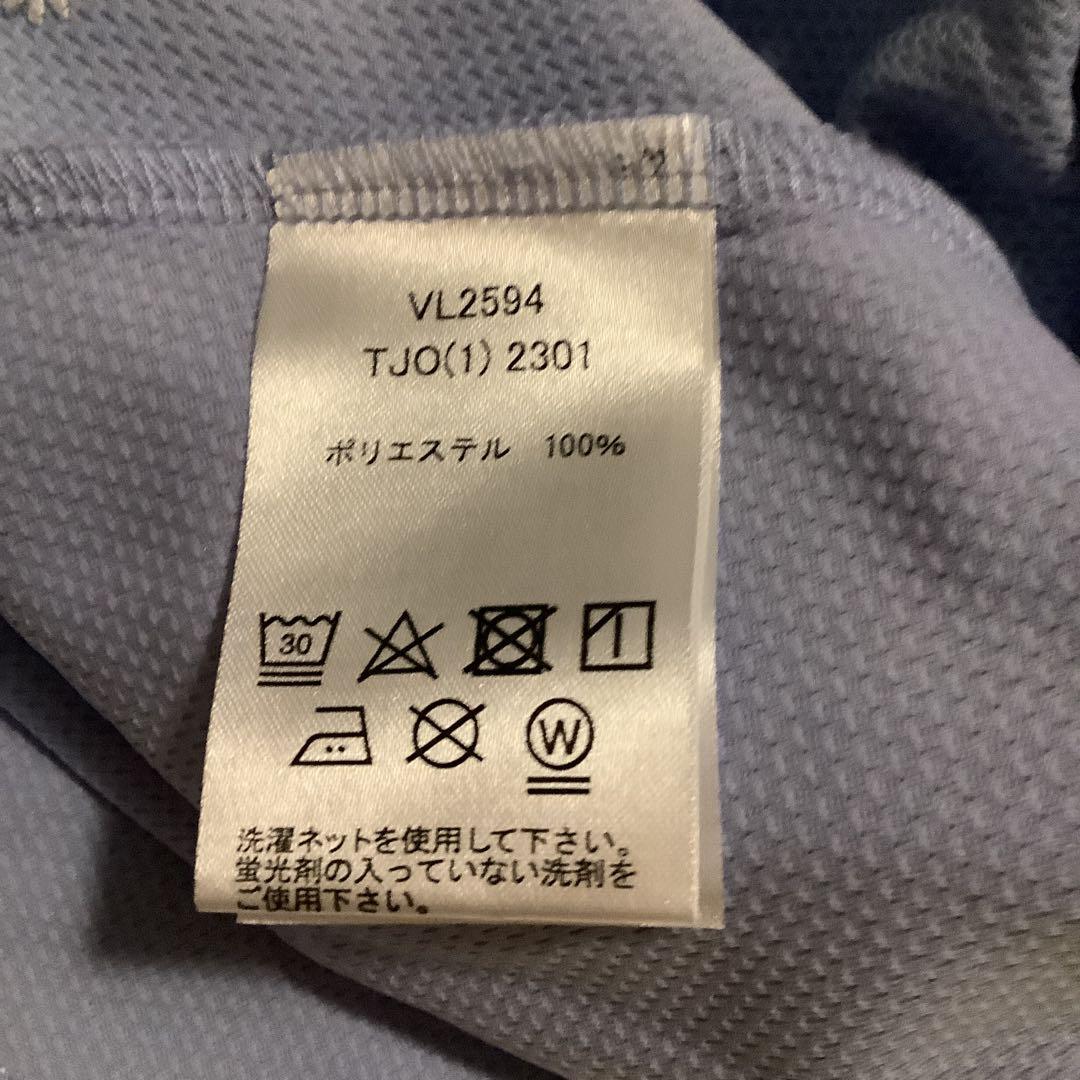 VL2594
TJO(1) 2301
ポリエステル 100%
30
W
洗濯ネットを使用して下さい。
蛍光剤の入っていない洗剤を
ご使用下さい。